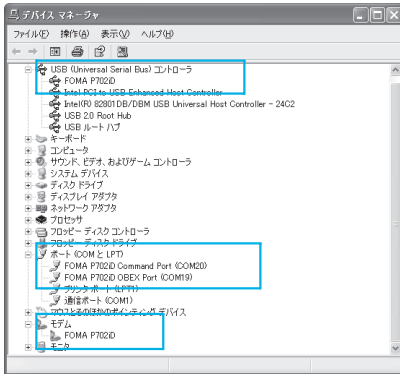 デバイス マネージャ
ファイル(F) 操作(A) 表示(V) ヘルプ(H)
USB (Universal Serial Bus) コントローラ
FOMA P702iD
Intel PCI to USB Enhanced Host Controller
Intel(R) 82801DB/DBM USB Universal Host Controller - 24C2
USB 2.0 Root Hub
USB ルート ハブ
キーボード
コンピュータ
サウンド、ビデオ、およびゲーム コントローラ
システム デバイス
ディスク ドライブ
ディスプレイ アダプタ
ネットワーク アダプタ
プロセッサ
フロッピー ディスク コントローラ
フロッピー ディスク ドライブ
ポート (COM と LPT)
FOMA P702iD Command Port (COM20)
FOMA P702iD OBEX Port (COM19)
プリンタ ポート (LPT1)
通信ポート (COM1)
マウスとそのほかのポインティング デバイス
モデム
FOMA P702iD
モニタ